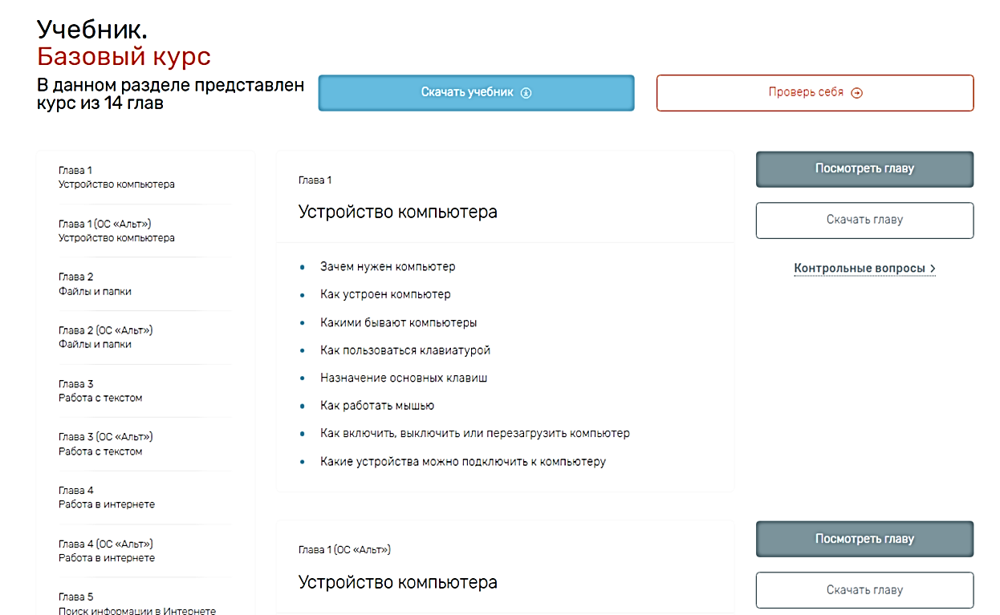 Учебник.
Базовый курс
В данном разделе представлен
курс из 14 глав
Скачать учебник
Проверь себя
Глава 1
Устройство компьютера
Глава 1 (ОС «Альт»)
Устройство компьютера
Глава 2
Файлы и папки
Глава 2 (ОС «Альт»)
Файлы и папки
Глава 3
Работа с текстом
Глава 3 (ОС «Альт»)
Работа с текстом
Глава 4
Работа в интернете
Глава 4 (ОС «Альт»)
Работа в интернете
Глава 5
Поиск информации в Интернете
Глава 1
Устройство компьютера
Зачем нужен компьютер
Как устроен компьютер
Какими бывают компьютеры
Как пользоваться клавиатурой
Назначение основных клавиш
Как работать мышью
Как включить, выключить или перезагрузить компьютер
Какие устройства можно подключить к компьютеру
Посмотреть главу
Скачать главу
Контрольные вопросы >
Глава 1 (ОС «Альт»)
Устройство компьютера
Посмотреть главу
Скачать главу